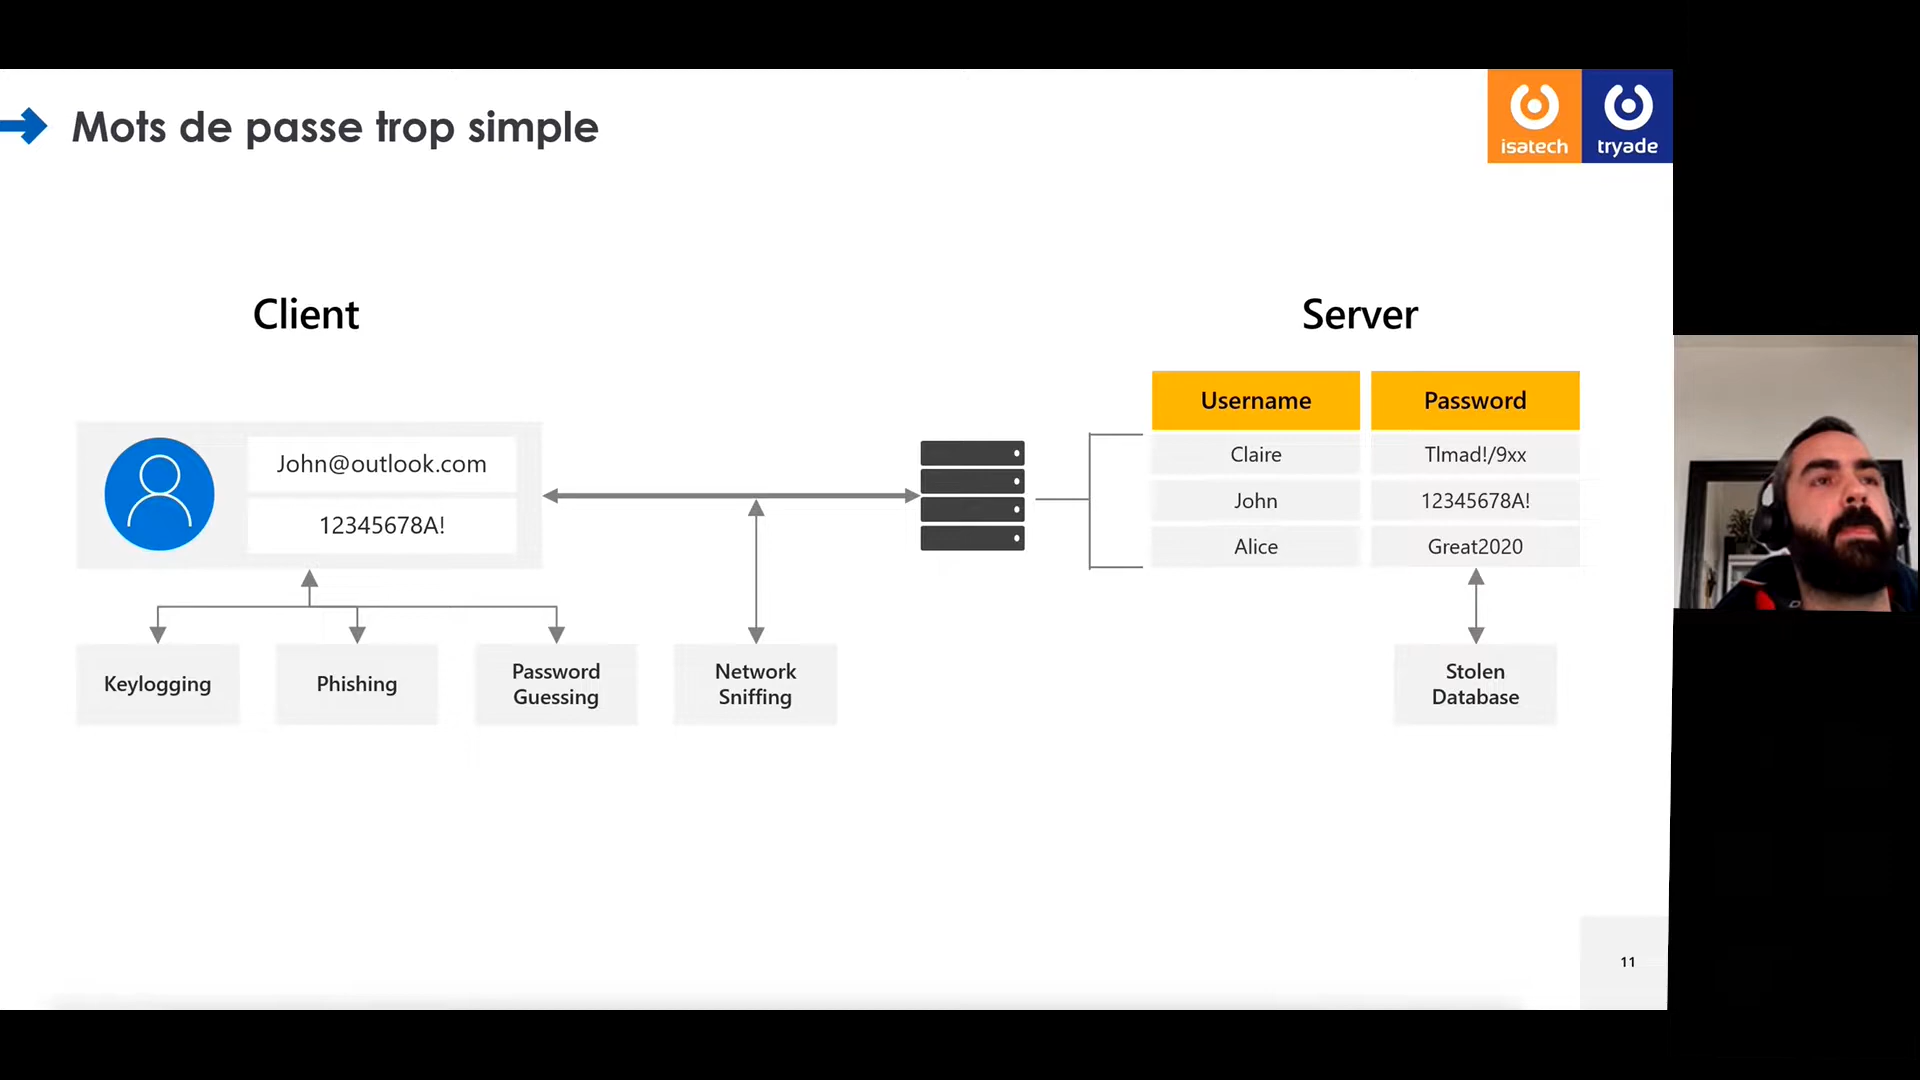 Mots de passe trop simple
isatech
tryade
Client
Server
John@outlook.com
12345678A!
Username
Password
Claire
Tlmad!/9xx
John
12345678A!
Alice
Great2020
Keylogging
Phishing
Password
Guessing
Network
Sniffing
Stolen
Database
11